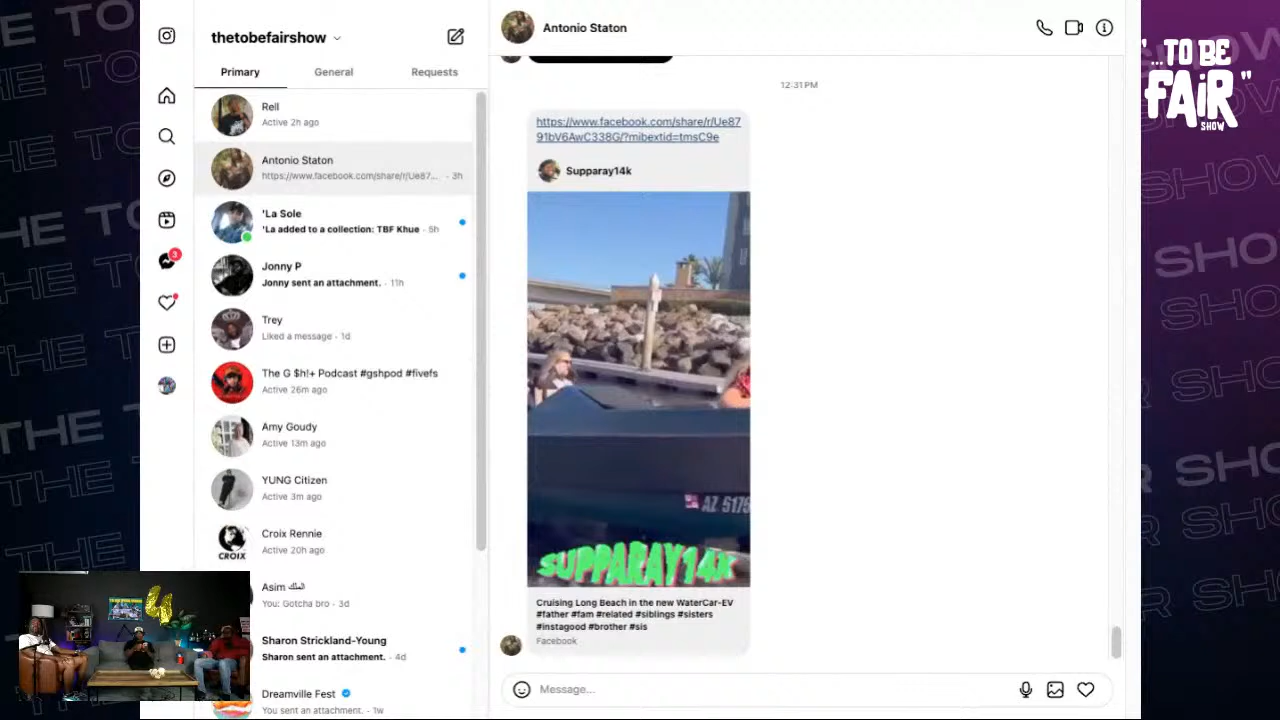 thetobefairshow
Primary
General
Requests
Rell
Active 2h ago
Antonio Staton
https://www.facebook.com/share/r/Ue87... · 3h
'La Sole
'La added to a collection: TBF Khue · 5h
Jonny P
Jonny sent an attachment. · 11h
Trey
Liked a message · 1d
The G $h!+ Podcast #gshpod #fivefs
Active 26m ago
Amy Goudy
Active 13m ago
YUNG Citizen
Active 3m ago
Croix Rennie
Active 20h ago
CROIX
Asim الملك
You: Gotcha bro · 3d
Sharon Strickland-Young
Sharon sent an attachment. · 4d
Dreamville Fest
You sent an attachment. · 1w
3
Antonio Staton
12:31 PM
https://www.facebook.com/share/r/Ue87
91bV6AwC338G/?mibextid=tmsC9e
Supparay14k
AZ 5175
SUPPARAY14K
Cruising Long Beach in the new WaterCar-EV
#father #fam #related #siblings #sisters
#instagood #brother #sis
Facebook
Message...
"...TO BE
FAIR"
SHOW